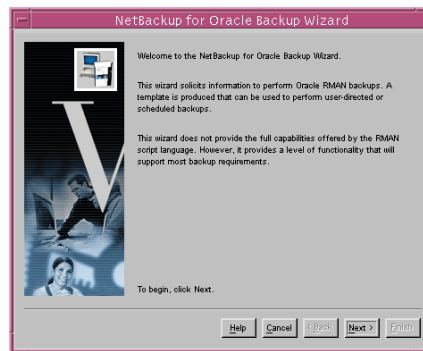 NetBackup for Oracle Backup Wizard
Welcome to the NetBackup for Oracle Backup Wizard.
This wizard solicits information to perform Oracle RMAN backups. A
template is produced that can be used to perform user-directed or
scheduled backups.
This wizard does not provide the full capabilities offered by the RMAN
script language. However, it provides a level of functionality that will
support most backup requirements.
To begin, click Next.
Help Cancel < Back Next > Finish